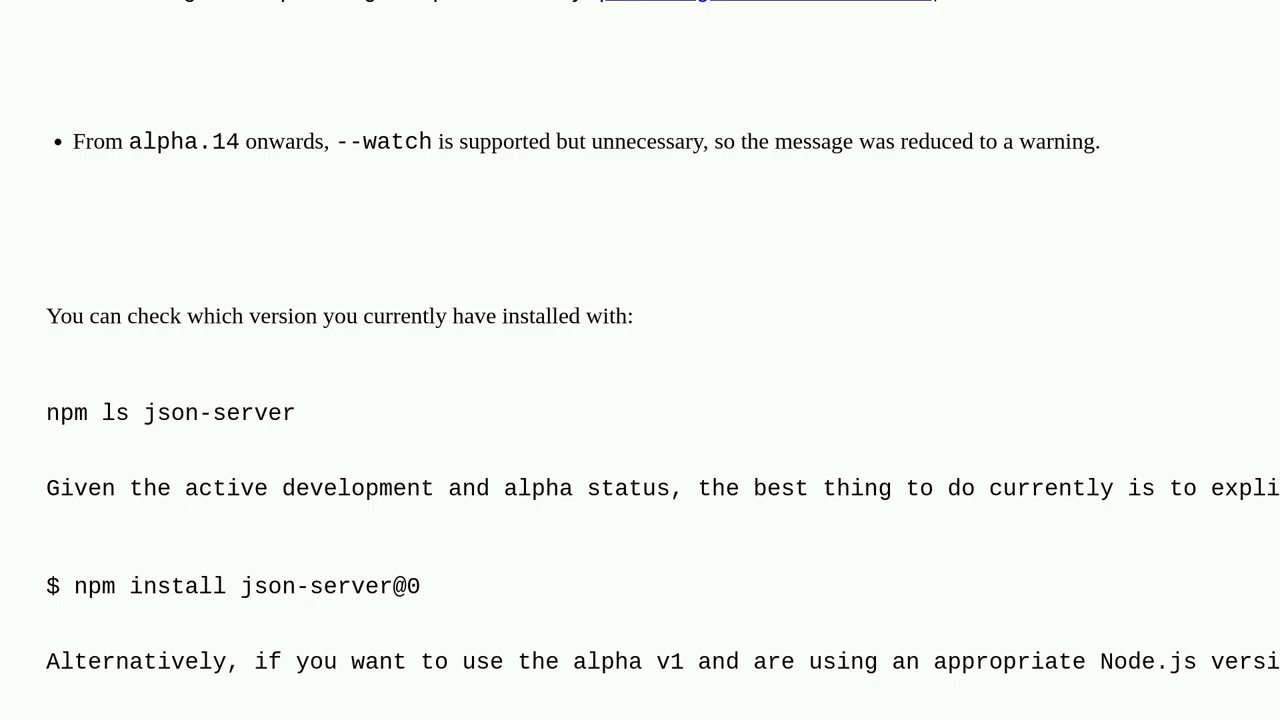 • From alpha.14 onwards, --watch is supported but unnecessary, so the message was reduced to a warning.
You can check which version you currently have installed with:
npm ls json-server
Given the active development and alpha status, the best thing to do currently is to expli
$ npm install json-server@0
Alternatively, if you want to use the alpha v1 and are using an appropriate Node.js versi